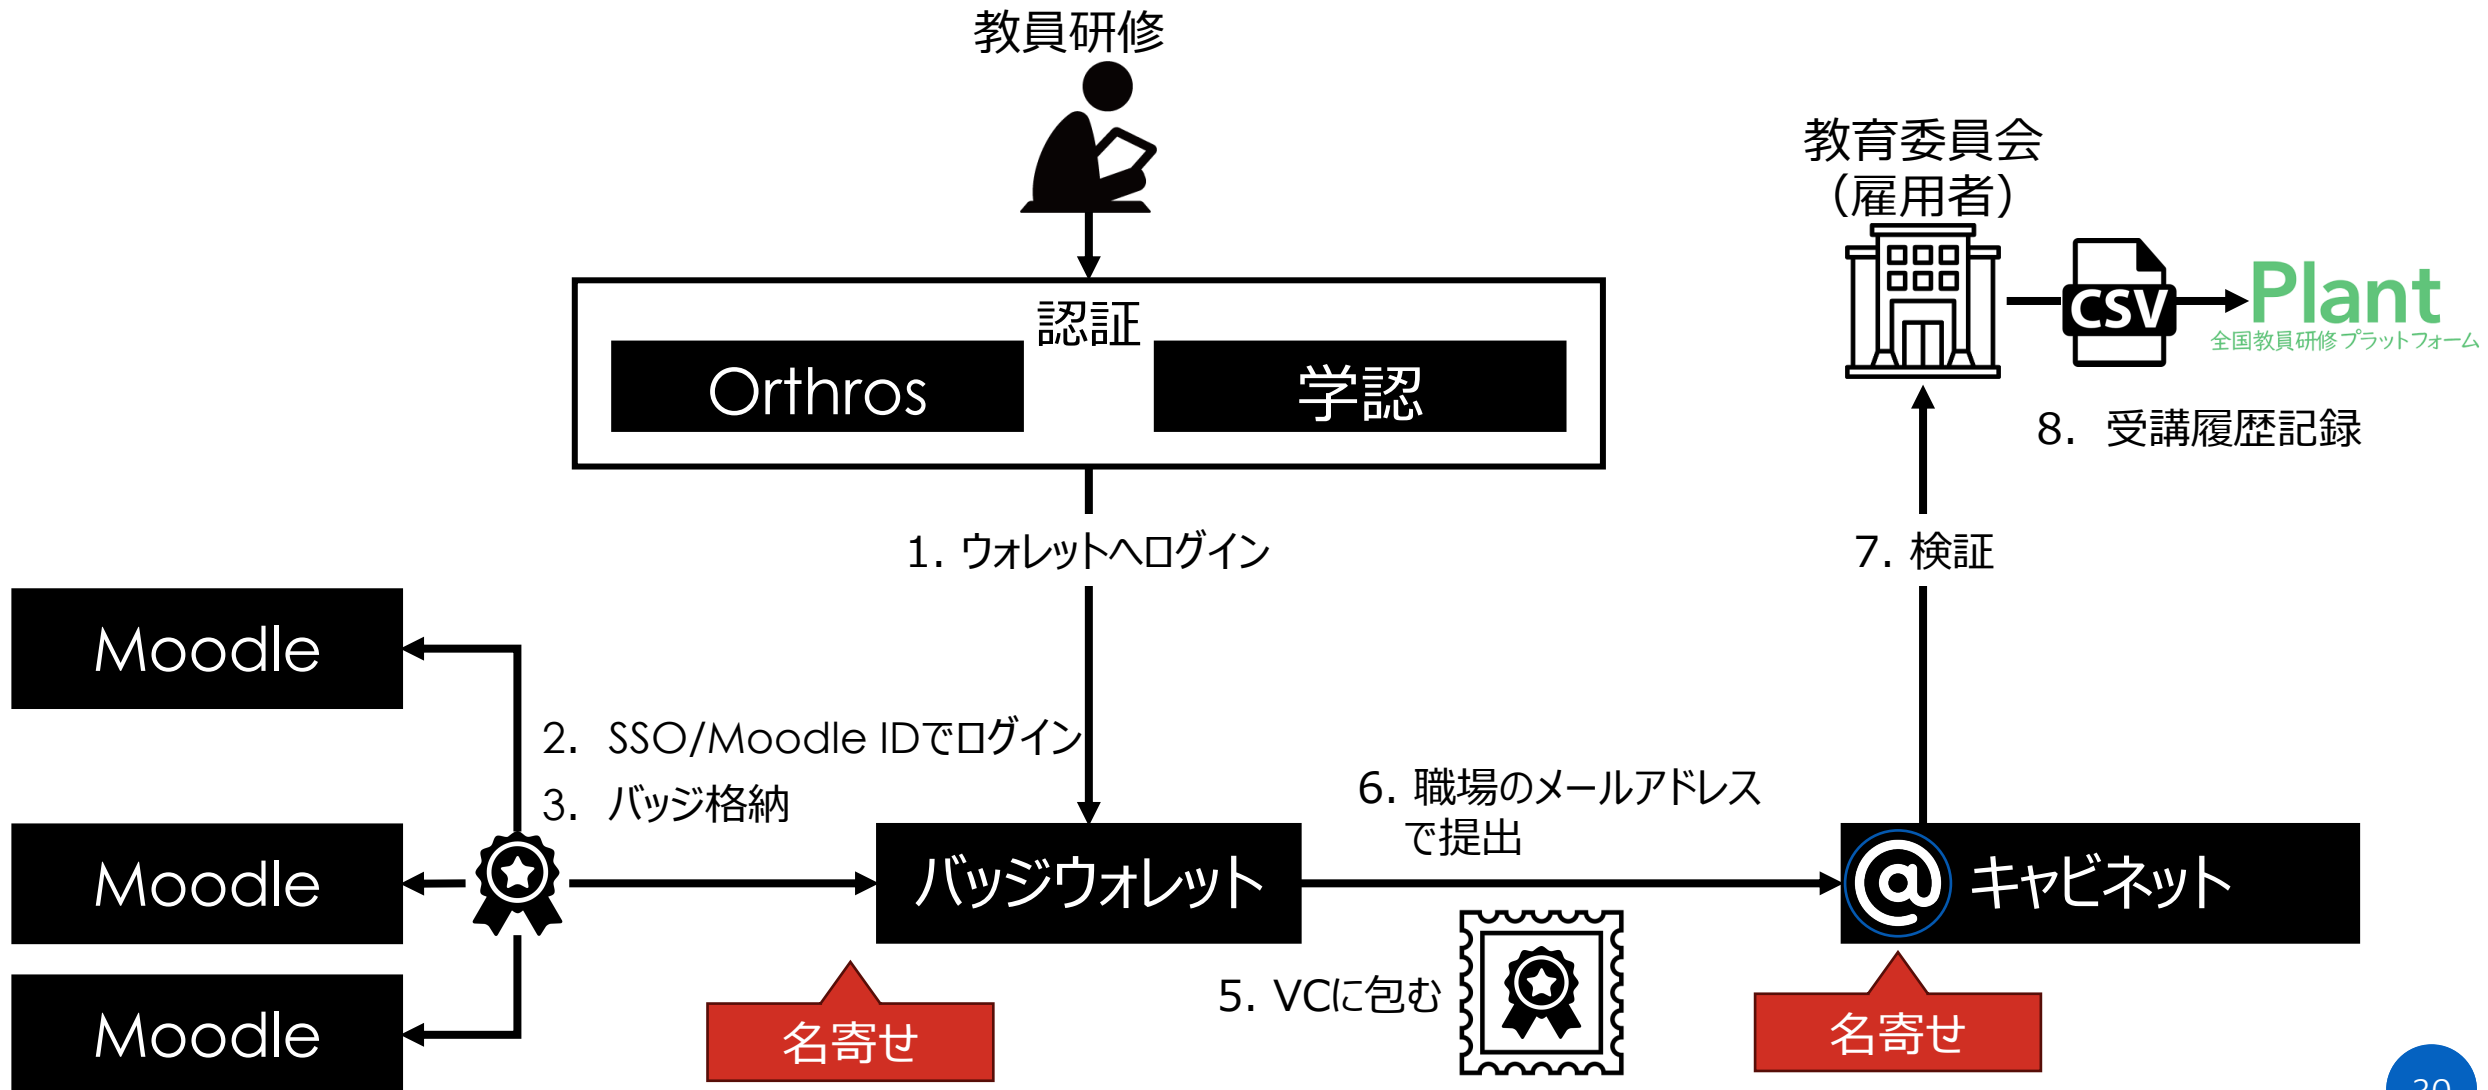 教員研修
教育委員会
（雇用者）
認証
Orthros
学認
CSV
Plant
全国教員研修プラットフォーム
8. 受講履歴記録
1. ウォレットへログイン
7. 検証
Moodle
2. SSO/Moodle IDでログイン
3. バッジ格納
6. 職場のメールアドレス
で提出
Moodle
バッジウォレット
@ キャビネット
5. VCに包む
Moodle
名寄せ
名寄せ